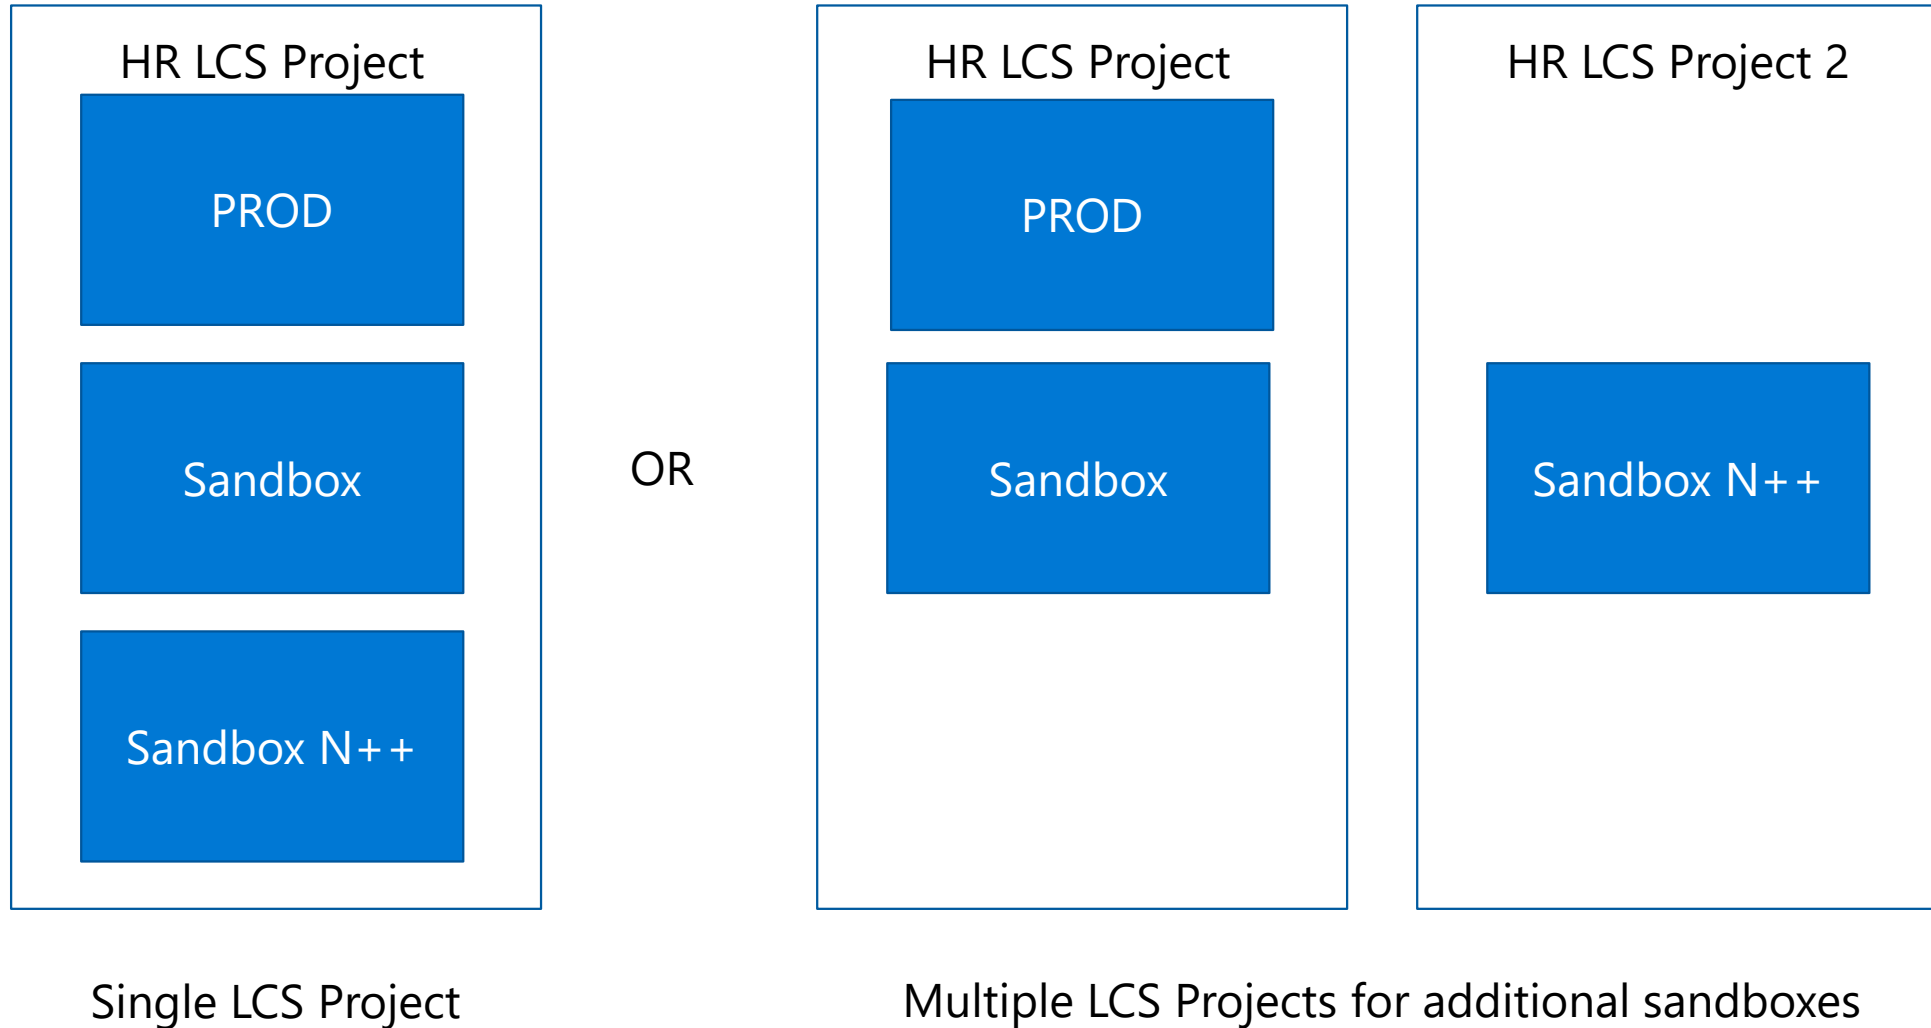 HR LCS Project
PROD
Sandbox
Sandbox N++
Single LCS Project
OR
HR LCS Project
PROD
Sandbox
HR LCS Project 2
Sandbox N++
Multiple LCS Projects for additional sandboxes